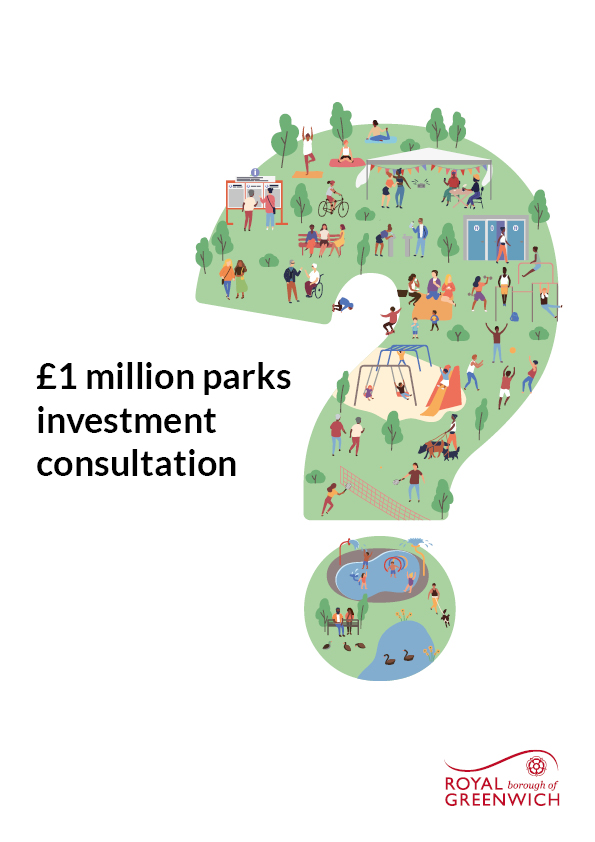 £1 million parks
investment
consultation
ROYAL borough of
GREENWICH